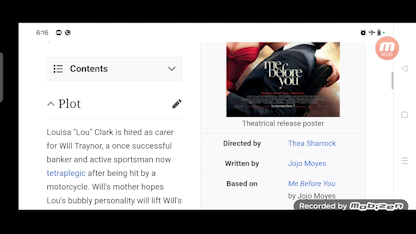 6:16
Contents
Plot
Louisa "Lou" Clark is hired as carer
for Will Traynor, a once successful
banker and active sportsman now
tetraplegic after being hit by a
motorcycle. Will's mother hopes
Lou's bubbly personality will lift Will's
me before you
Theatrical release poster
Directed by Thea Sharrock
Written by Jojo Moyes
Based on Me Before You
by Jojo Moyes
Recorded by Mobizen